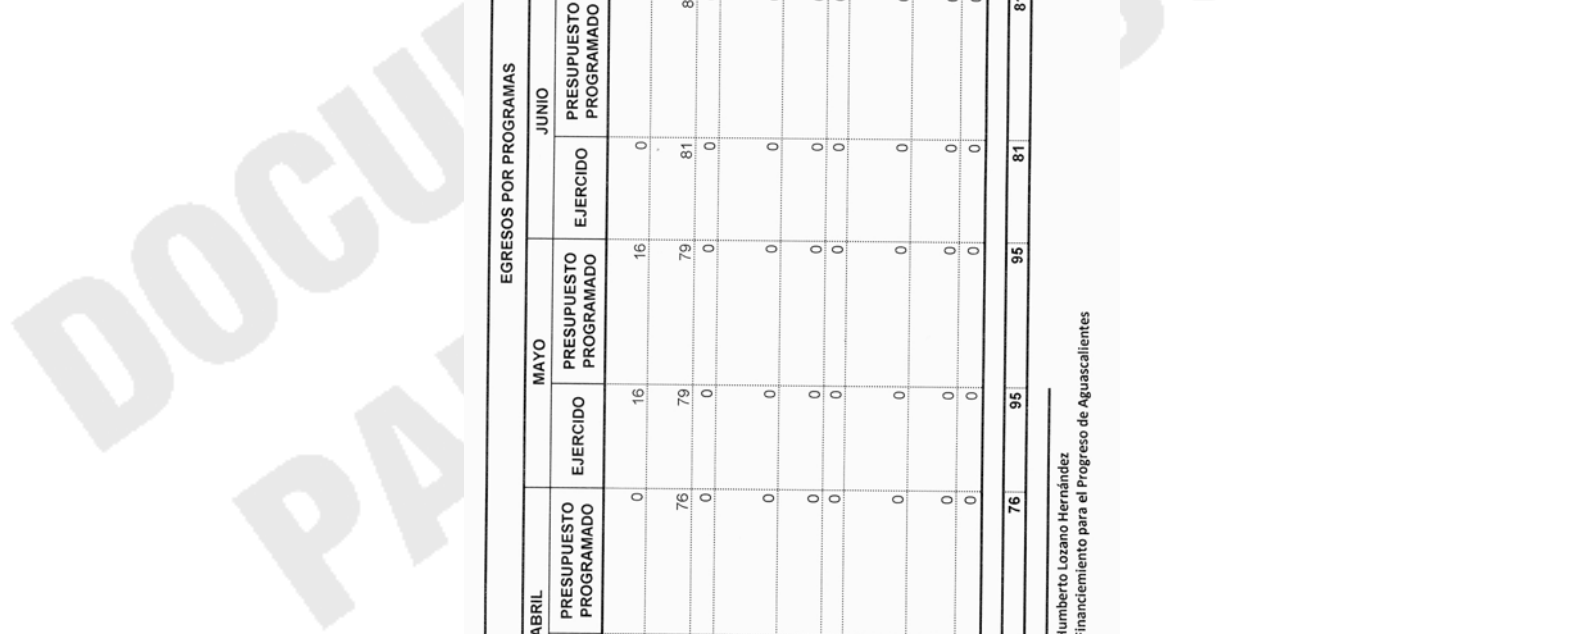 EGRESOS POR PROGRAMAS
ABRIL MAYO JUNIO
PRESUPUESTO PROGRAMADO EJERCIDO PRESUPUESTO PROGRAMADO EJERCIDO PRESUPUESTO PROGRAMADO
0 16 16 0
76 79 79 81
0 0 0 0
0 0 0 0
0 0 0 0
0 0 0 0
0 0 0 0
0 0 0 0
0 0 0 0
76 95 95 81
Humberto Lozano Hernández
Financiemiento para el Progreso de Aguascalientes